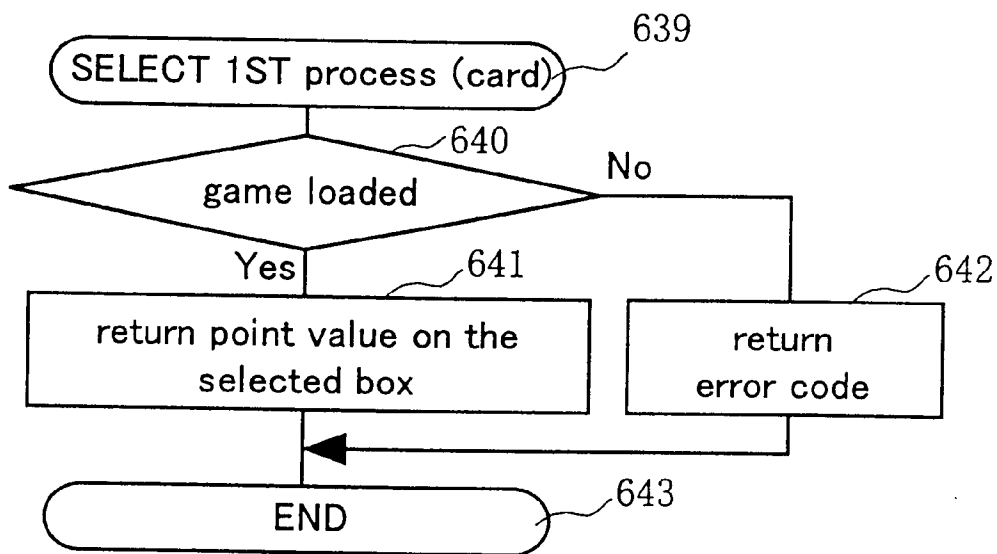 639
SELECT 1ST process (card)
640
game loaded
No
Yes
641
642
return point value on the
selected box
return
error code
643
END